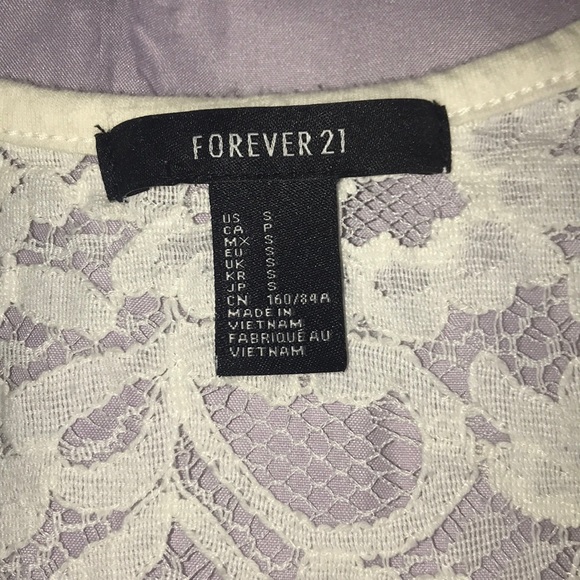 FOREVER 21
US S
CA P
MX S
EU S
UK S
KR S
JP S
CN 160/84A
MADE IN
VIETNAM
FABRIQUÉ AU
VIETNAM